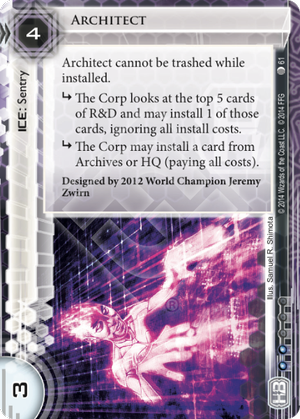 4
ARCHITECT
ICE: Sentry
Architect cannot be trashed while
installed.
↳ The Corp looks at the top 5 cards
of R&D and may install 1 of those
cards, ignoring all install costs.
↳ The Corp may install a card from
Archives or HQ (paying all costs).
Designed by 2012 World Champion Jeremy
Zwirn
61
© 2014 Wizards of the Coast LLC. © 2014 FFG
Illus. Samuel R. Shimota
3
HB